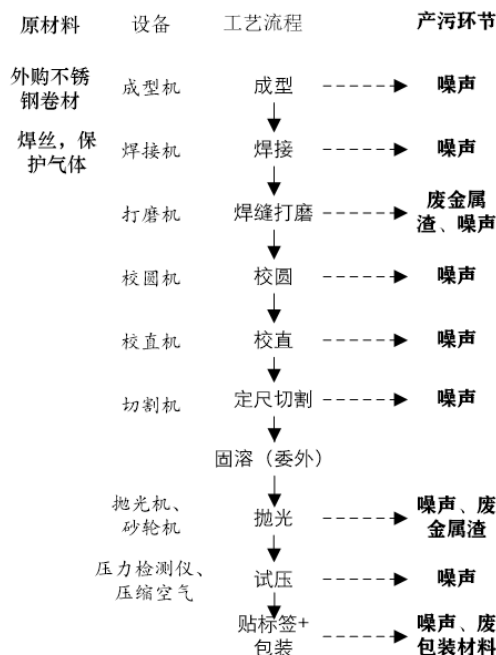 原材料 设备 工艺流程 产污环节
外购不锈
钢卷材 成型机 成型 噪声
焊丝，保
护气体 焊接机 焊接 噪声
打磨机 焊缝打磨 废金属
渣、噪声
校圆机 校圆 噪声
校直机 校直 噪声
切割机 定尺切割 噪声
固溶（委外）
抛光机、
砂轮机 抛光 噪声、废
金属渣
压力检测仪、
压缩空气 试压 噪声
贴标签+
包装 噪声、废
包装材料